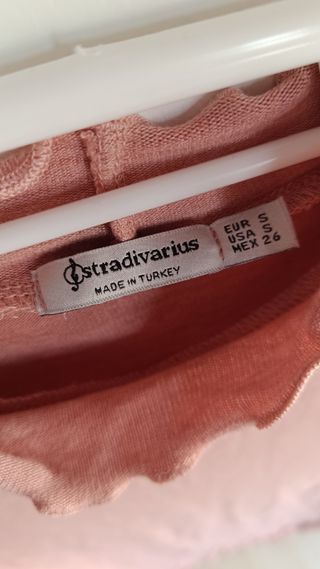 stradivarius
MADE IN TURKEY
EUR S
USA S
MEX 26